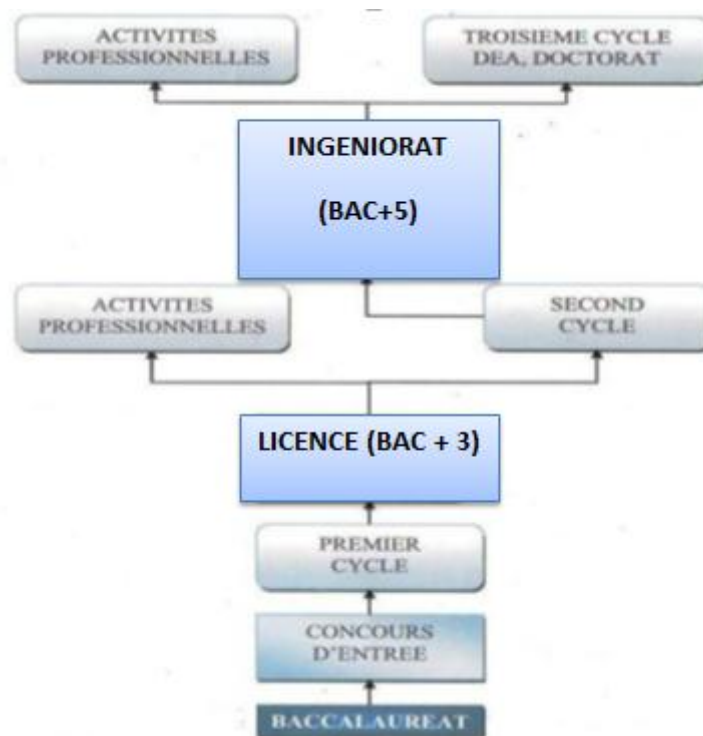 ACTIVITES
PROFESSIONNELLES
TROISIEME CYCLE
DEA, DOCTORAT
INGENIORAT
(BAC+5)
ACTIVITES
PROFESSIONNELLES
SECOND
CYCLE
LICENCE (BAC + 3)
PREMIER
CYCLE
CONCOURS
D'ENTREE
BACCALAUREAT